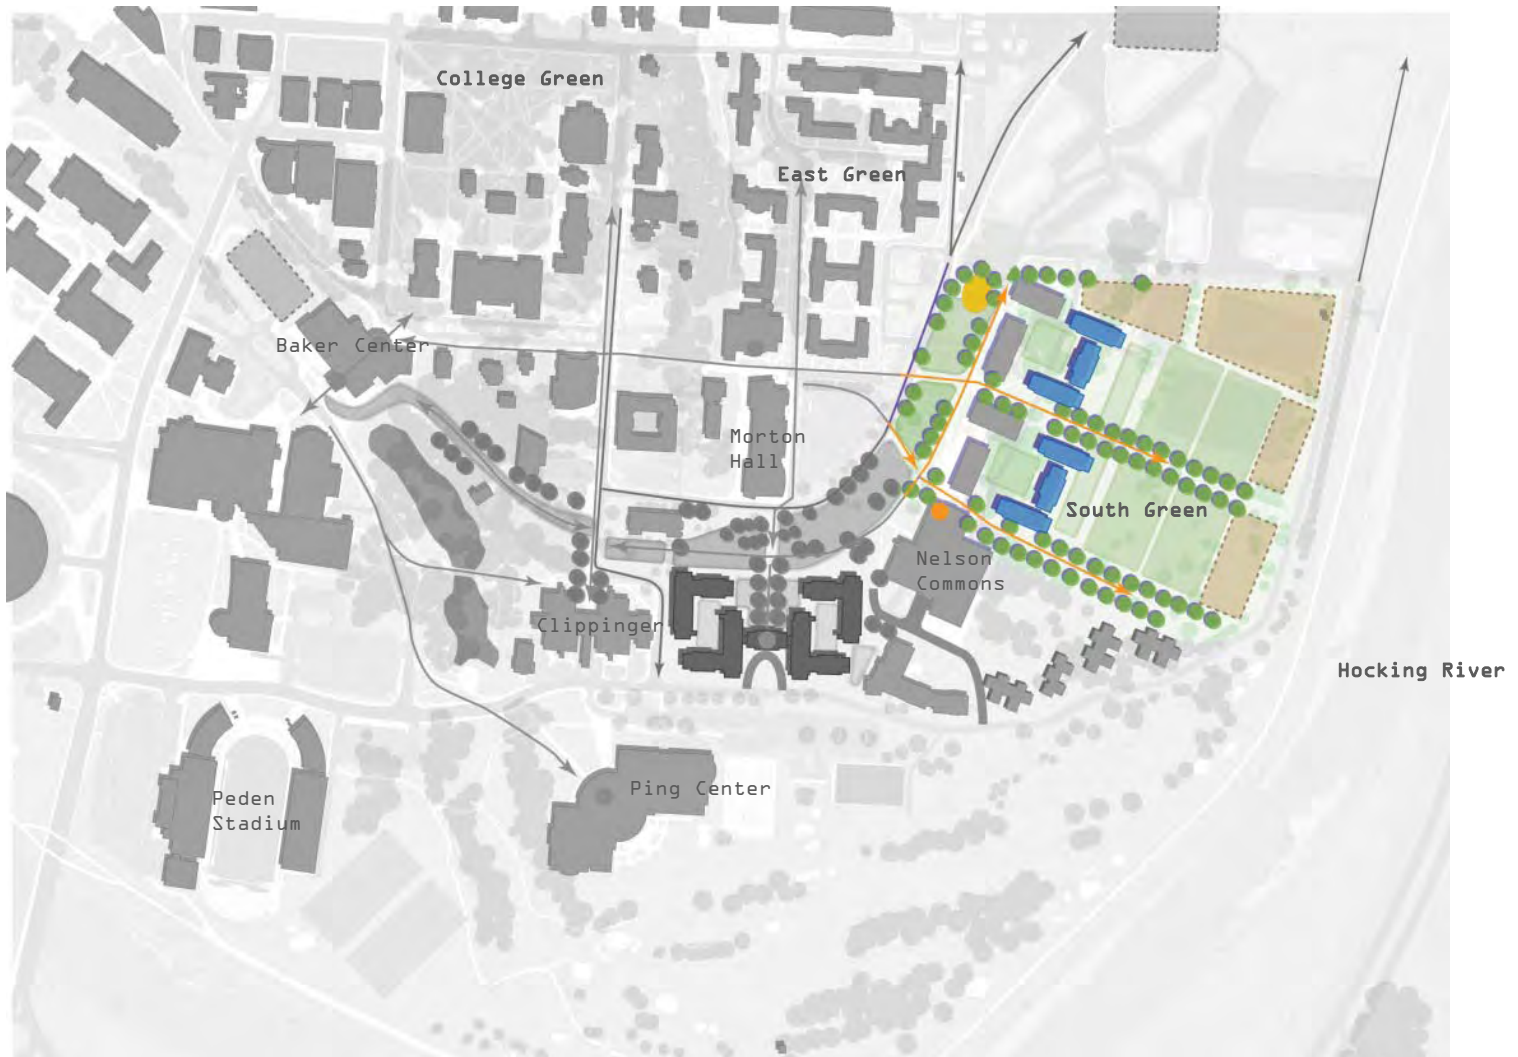 College Green
East Green
Baker Center
Morton
Hall
South Green
Nelson
Commons
Clippinger
Hocking River
Ping Center
Peden
Stadium